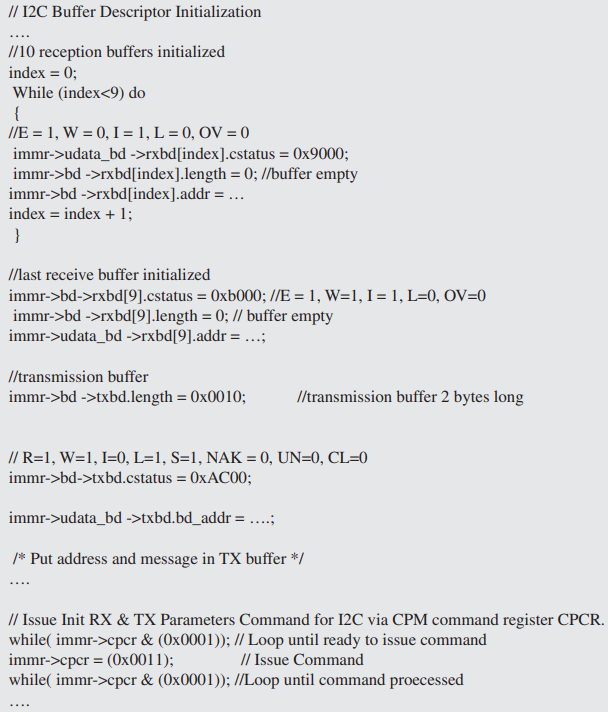 // I2C Buffer Descriptor Initialization
….
//10 reception buffers initialized
index = 0;
While (index<9) do
{
//E = 1, W = 0, I = 1, L = 0, OV = 0
immr->udata_bd ->rxbd[index].cstatus = 0x9000;
immr->bd ->rxbd[index].length = 0; //buffer empty
immr->bd ->rxbd[index].addr = …
index = index + 1;
}
//last receive buffer initialized
immr->bd->rxbd[9].cstatus = 0xb000; //E = 1, W=1, I = 1, L=0, OV=0
immr->bd ->rxbd[9].length = 0; // buffer empty
immr->udata_bd ->rxbd[9].addr = …;
//transmission buffer
immr->bd ->txbd.length = 0x0010; //transmission buffer 2 bytes long
// R=1, W=1, I=0, L=1, S=1, NAK = 0, UN=0, CL=0
immr->bd->txbd.cstatus = 0xAC00;
immr->udata_bd ->txbd.bd_addr = ….;
/* Put address and message in TX buffer */
….
// Issue Init RX & TX Parameters Command for I2C via CPM command register CPCR.
while( immr->cpcr & (0x0001)); // Loop until ready to issue command
immr->cpcr = (0x0011); // Issue Command
while( immr->cpcr & (0x0001)); //Loop until command proecessed
….